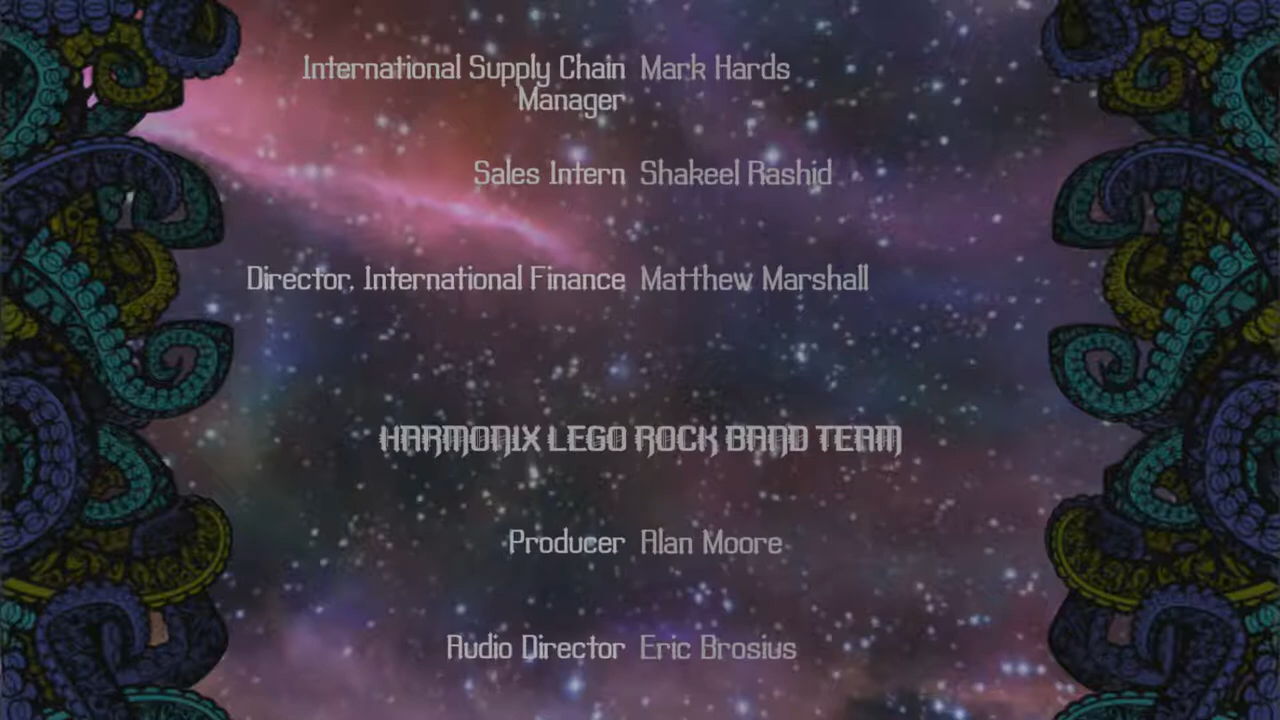 International Supply Chain Manager Mark Hards
Sales Intern Shakeel Rashid
Director, International Finance Matthew Marshall
HARMONIX LEGO ROCK BAND TEAM
Producer Alan Moore
Audio Director Eric Brosius